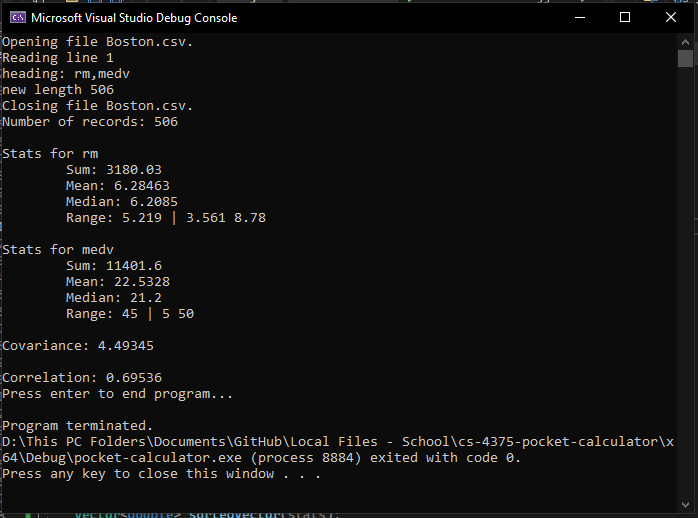 Microsoft Visual Studio Debug Console
Opening file Boston.csv.
Reading line 1
heading: rm,medv
new length 506
Closing file Boston.csv.
Number of records: 506
Stats for rm
Sum: 3180.03
Mean: 6.28463
Median: 6.2085
Range: 5.219 | 3.561 8.78
Stats for medv
Sum: 11401.6
Mean: 22.5328
Median: 21.2
Range: 45 | 5 50
Covariance: 4.49345
Correlation: 0.69536
Press enter to end program...
Program terminated.
D:\This PC Folders\Documents\GitHub\Local Files - School\cs-4375-pocket-calculator\x
64\Debug\pocket-calculator.exe (process 8884) exited with code 0.
Press any key to close this window . . .